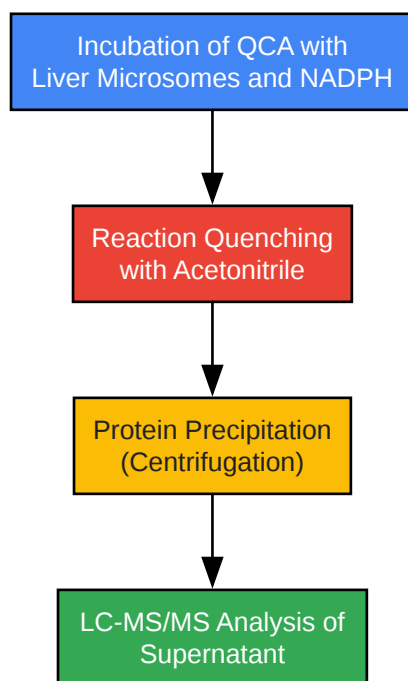 Incubation of QCA with
Liver Microsomes and NADPH
Reaction Quenching
with Acetonitrile
Protein Precipitation
(Centrifugation)
LC-MS/MS Analysis of
Supernatant